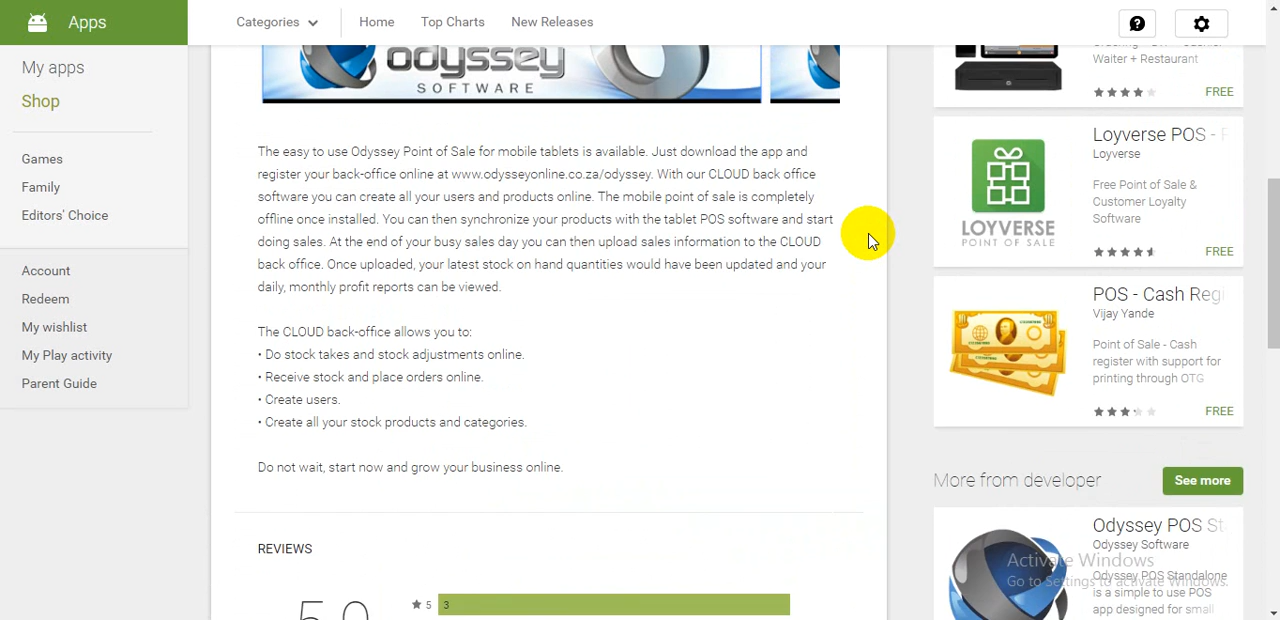 Apps
Categories
Home
Top Charts
New Releases
My apps
Shop
Games
Family
Editors' Choice
Account
Redeem
My wishlist
My Play activity
Parent Guide
odyssey
SOFTWARE
The easy to use Odyssey Point of Sale for mobile tablets is available. Just download the app and
register your back-office online at www.odysseyonline.co.za/odyssey. With our CLOUD back office
software you can create all your users and products online. The mobile point of sale is completely
offline once installed. You can then synchronize your products with the tablet POS software and start
doing sales. At the end of your busy sales day you can then upload sales information to the CLOUD
back office. Once uploaded, your latest stock on hand quantities would have been updated and your
daily, monthly profit reports can be viewed.
The CLOUD back-office allows you to:
• Do stock takes and stock adjustments online.
• Receive stock and place orders online.
• Create users.
• Create all your stock products and categories.
Do not wait, start now and grow your business online.
REVIEWS
5.0
5
3
Waiter + Restaurant
FREE
LOYVERSE
POINT OF SALE
Loyverse POS -
Loyverse
Free Point of Sale &
Customer Loyalty
Software
FREE
POS - Cash Regi
Vijay Yande
Point of Sale - Cash
register with support for
printing through OTG
FREE
More from developer
See more
Odyssey POS St
Odyssey Software
Odyssey POS Standalone
is a simple to use POS
app designed for small
Activate Windows
Go to Settings to activate Windows.